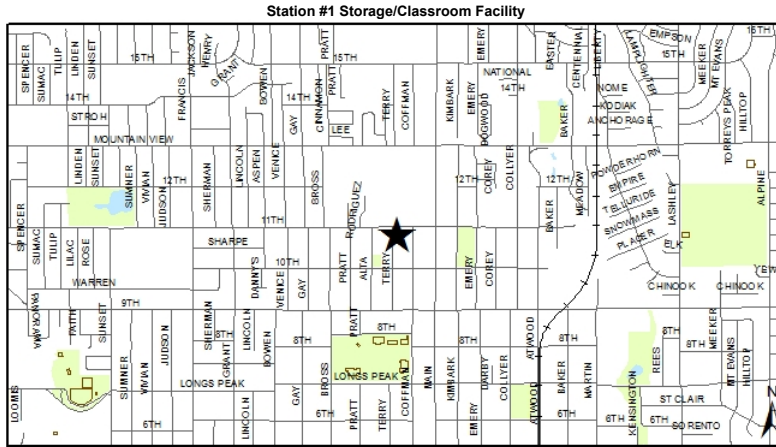 Station #1 Storage/Classroom Facility
SPENCER
SUMAC
TULIP
LINDEN
SUNSET
15TH
JACKSON
HENRY
GRANT
BOWEN
PRATT
15TH
EMERY
EASTER
CENTENNIAL
LIBERTY
LAMPLIGHTER
EMPSON
15TH
MEEKER
MT EVANS
16TH
14TH
STROH
FRANCIS
GAY
14TH
CINNAMON
PRATT
LEE
TERRY
COFFMAN
KIMBARK
EMERY
DOGWOOD
NATIONAL
14TH
BAKER
NOME
KODIAK
ANCHORAGE
TORREYS PEAK
HILLTOP
MOUNTAIN VIEW
LINDEN
SUNSET
SUMNER
VIVIAN
JUDSON
12TH
SHERMAN
LINCOLN
ASPEN
VENICE
BROSS
RODRIGUEZ
12TH
COREY
COLLYER
12TH
BAKER
MEADOW
POWDERHORN
EMPIRE
TELLURIDE
SNOWMASS
PLACER
LASHLEY
ELK
ALPINE
SPENCER
SUMAC
TULIP
LILAC
ROSE
11TH
SHARPE
10TH
DANNY'S
VENICE
GAY
PRATT
ALTA
TERRY
EMERY
COREY
WARREN
9TH
CHINOOK
CHINOOK
YEW
PANORAMA
FAITH
SUNSET
SUMNER
VIVIAN
JUDSON
SHERMAN
8TH
GRANT
LINCOLN
8TH
BOWEN
PRATT
8TH
8TH
ATWOOD
8TH
8TH
8TH
MEEKER
MT EVANS
HILLTOP
LONGS PEAK
GAY
BROSS
LONGS PEAK
COFFMAN
MAIN
KIMBARK
DARBY
COLLYER
ATWOOD
BAKER
MARTIN
KENSINGTON
REES
ST CLAIR
LOOMIS
6TH
LINCOLN
6TH
PRATT
TERRY
EMERY
6TH
6TH
6TH
SORENTO
N